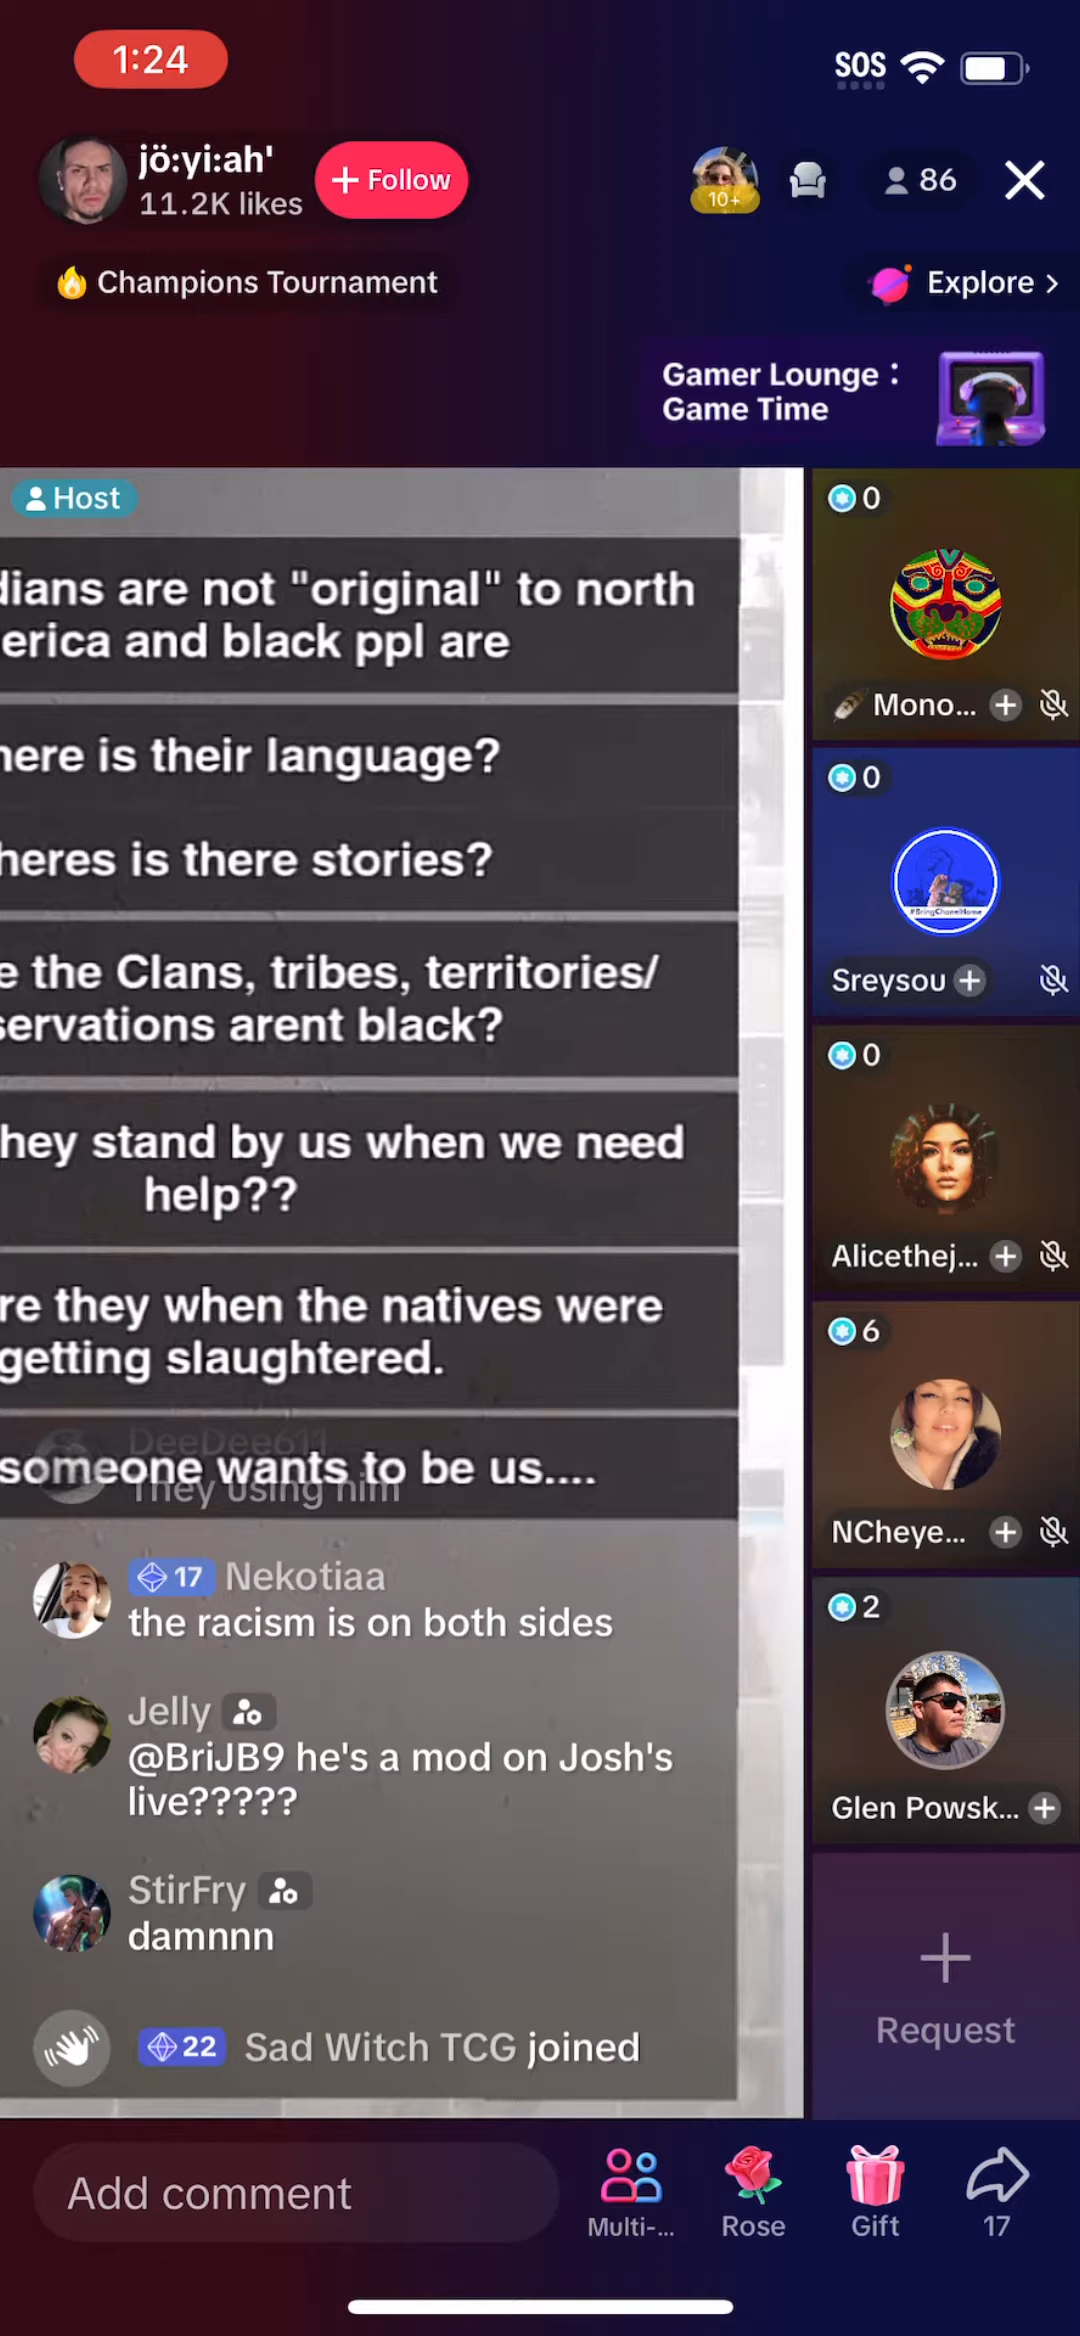 1:24
SOS
jö:yi:ah'
11.2K likes
+ Follow
10+
86
Champions Tournament
Explore >
Gamer Lounge :
Game Time
Host
0
dians are not "original" to north
erica and black ppl are
Mono...
here is their language?
0
heres is there stories?
#BringChanelHome
Sreysou
e the Clans, tribes, territories/
servations arent black?
0
hey stand by us when we need
help??
Alicethej...
re they when the natives were
getting slaughtered.
6
DeeDee611
someone wants to be us....
They using him
NCheye...
17 Nekotiaa
the racism is on both sides
2
Jelly
@BriJB9 he's a mod on Josh's
live?????
Glen Powsk...
StirFry
damnnn
Request
22 Sad Witch TCG joined
Add comment
Multi-...
Rose
Gift
17